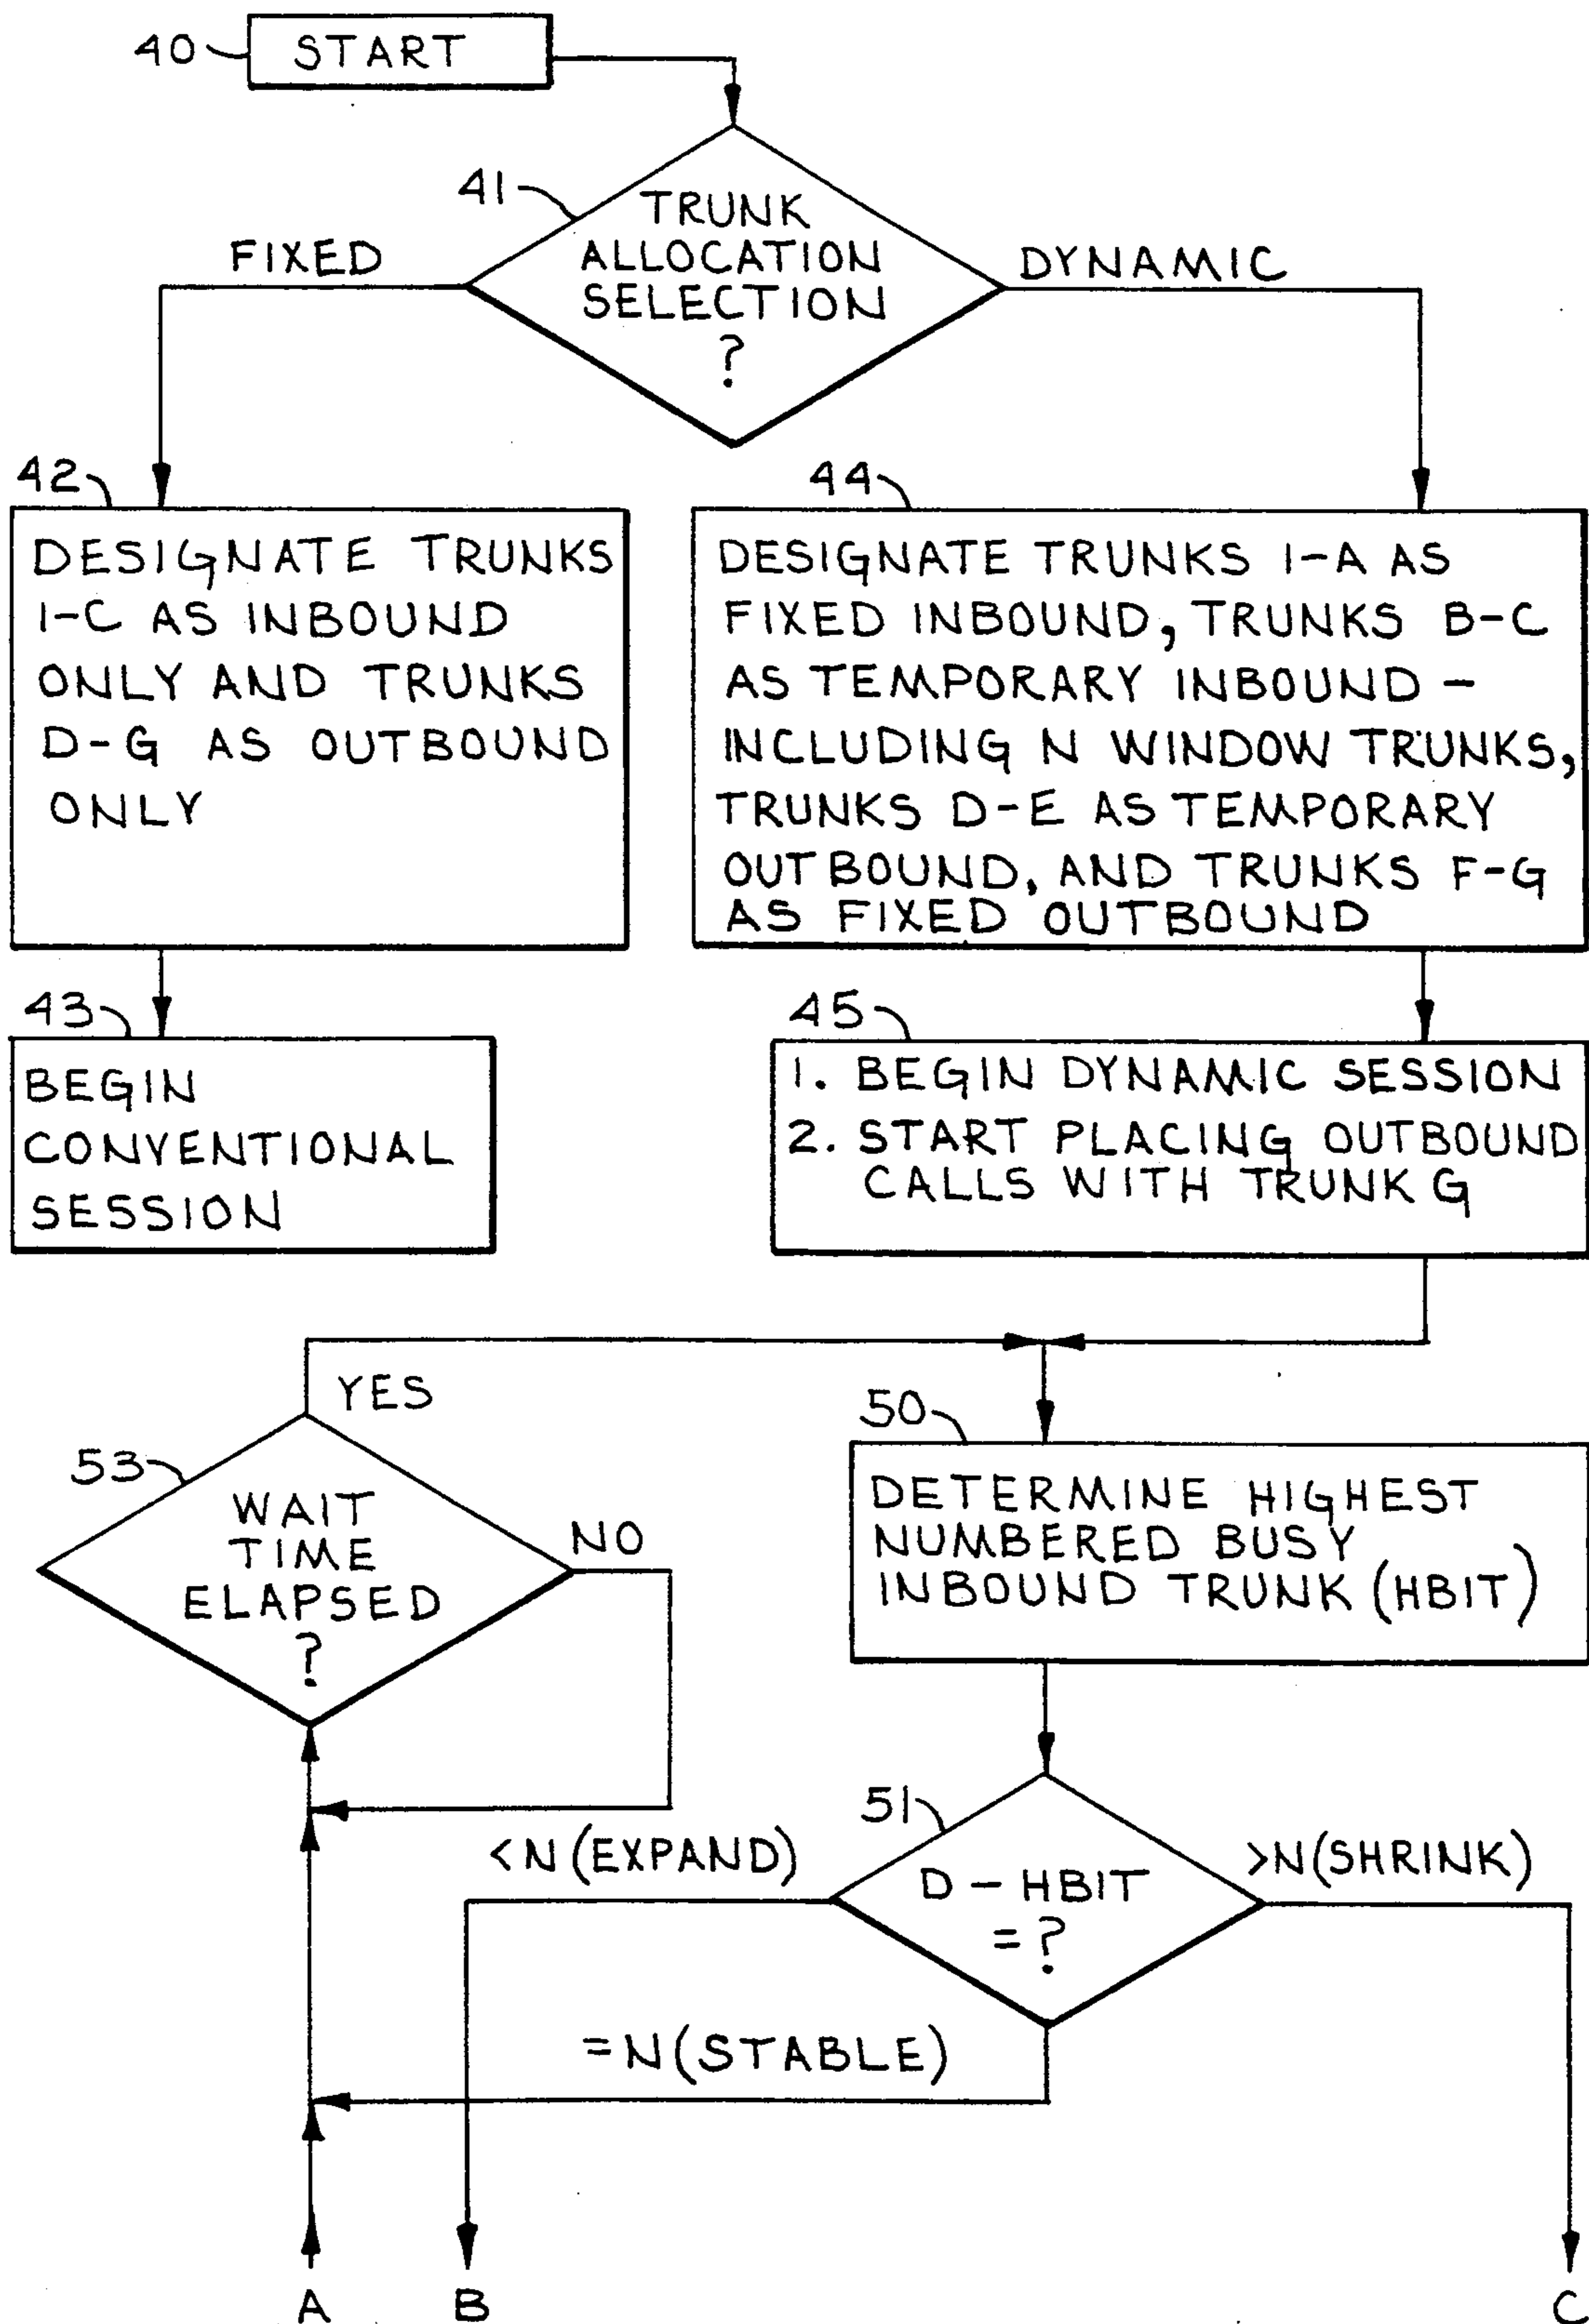 40
START
41
TRUNK
ALLOCATION
SELECTION
?
FIXED
DYNAMIC
42
DESIGNATE TRUNKS
1-C AS INBOUND
ONLY AND TRUNKS
D-G AS OUTBOUND
ONLY
44
DESIGNATE TRUNKS 1-A AS
FIXED INBOUND, TRUNKS B-C
AS TEMPORARY INBOUND -
INCLUDING N WINDOW TRUNKS,
TRUNKS D-E AS TEMPORARY
OUTBOUND, AND TRUNKS F-G
AS FIXED OUTBOUND
43
BEGIN
CONVENTIONAL
SESSION
45
1. BEGIN DYNAMIC SESSION
2. START PLACING OUTBOUND
CALLS WITH TRUNK G
YES
53
WAIT
TIME
ELAPSED
?
NO
50
DETERMINE HIGHEST
NUMBERED BUSY
INBOUND TRUNK (HBIT)
51
D - HBIT
= ?
<N (EXPAND)
>N (SHRINK)
=N (STABLE)
A
B
C